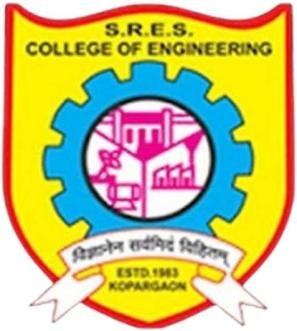 S.R.E.S.
COLLEGE OF ENGINEERING
विज्ञानेन सर्वमिदं विहितम्
ESTD.1983
KOPARGAON